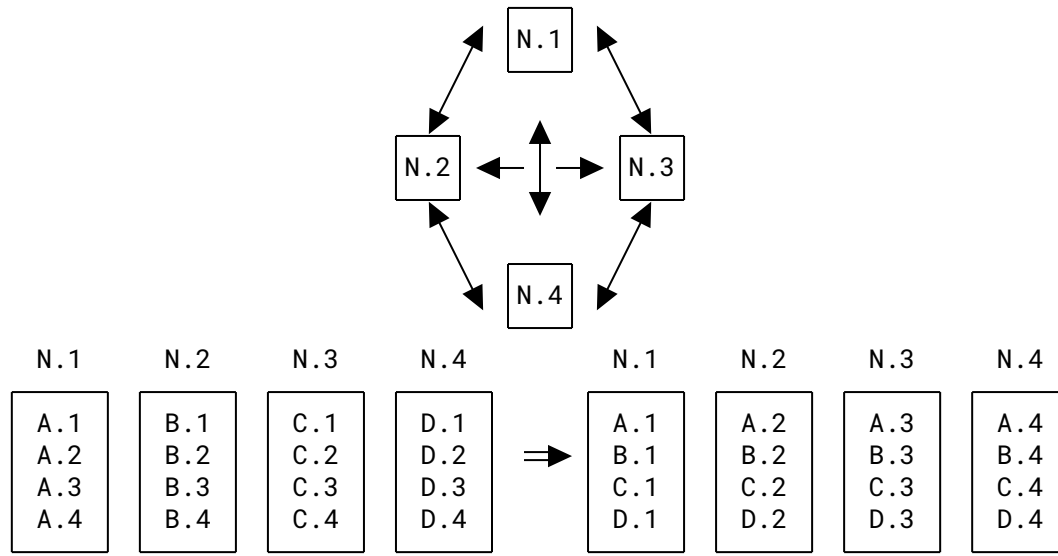 N.1
N.2 N.3
N.4
N.1 N.2 N.3 N.4 N.1 N.2 N.3 N.4
A.1 B.1 C.1 D.1 A.1 A.2 A.3 A.4
A.2 B.2 C.2 D.2 B.1 B.2 B.3 B.4
A.3 B.3 C.3 D.3 C.1 C.2 C.3 C.4
A.4 B.4 C.4 D.4 D.1 D.2 D.3 D.4